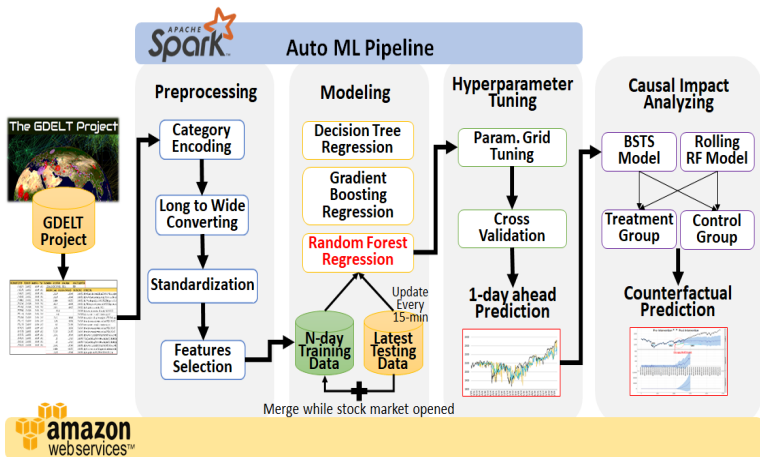 APACHE
Spark™
Auto ML Pipeline
The GDELT Project
GDELT
Project
Preprocessing
Category
Encoding
Long to Wide
Converting
Standardization
Features
Selection
Modeling
Decision Tree
Regression
Gradient
Boosting
Regression
Random Forest
Regression
Update
Every
15-min
N-day
Training
Data
Latest
Testing
Data
Merge while stock market opened
Hyperparameter
Tuning
Param. Grid
Tuning
Cross
Validation
1-day ahead
Prediction
Causal Impact
Analyzing
BSTS
Model
Rolling
RF Model
Treatment
Group
Control
Group
Counterfactual
Prediction
amazon
webservices™